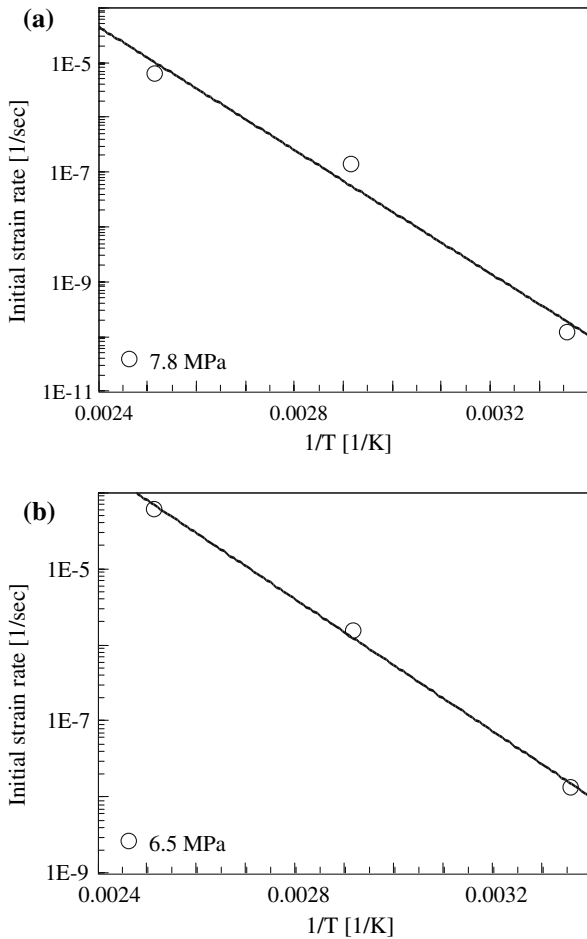 (a)
Initial strain rate [1/sec]
1E-5
1E-7
1E-9
1E-11
7.8 MPa
0.0024
0.0028
0.0032
1/T [1/K]
(b)
Initial strain rate [1/sec]
1E-5
1E-7
1E-9
6.5 MPa
0.0024
0.0028
0.0032
1/T [1/K]